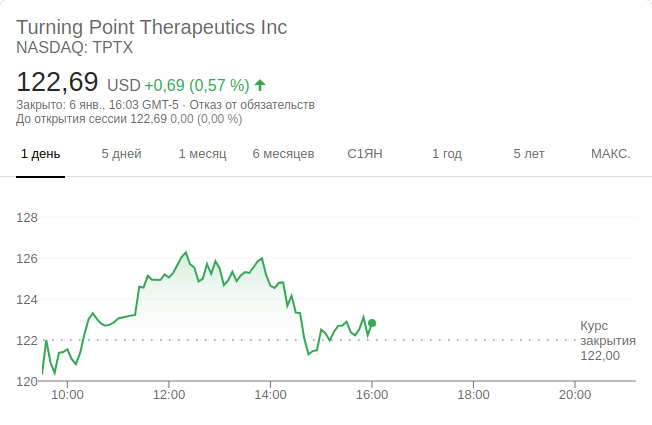 Turning Point Therapeutics Inc
NASDAQ: TPTX
122,69 USD +0,69 (0,57 %)
Закрыто: 6 янв., 16:03 GMT-5 · Отказ от обязательств
До открытия сессии 122,69 0,00 (0,00 %)
1 день 5 дней 1 месяц 6 месяцев С1ЯН 1 год 5 лет МАКС.
128
126
124
122
120
Курс
закрытия
122,00
10:00 12:00 14:00 16:00 18:00 20:00